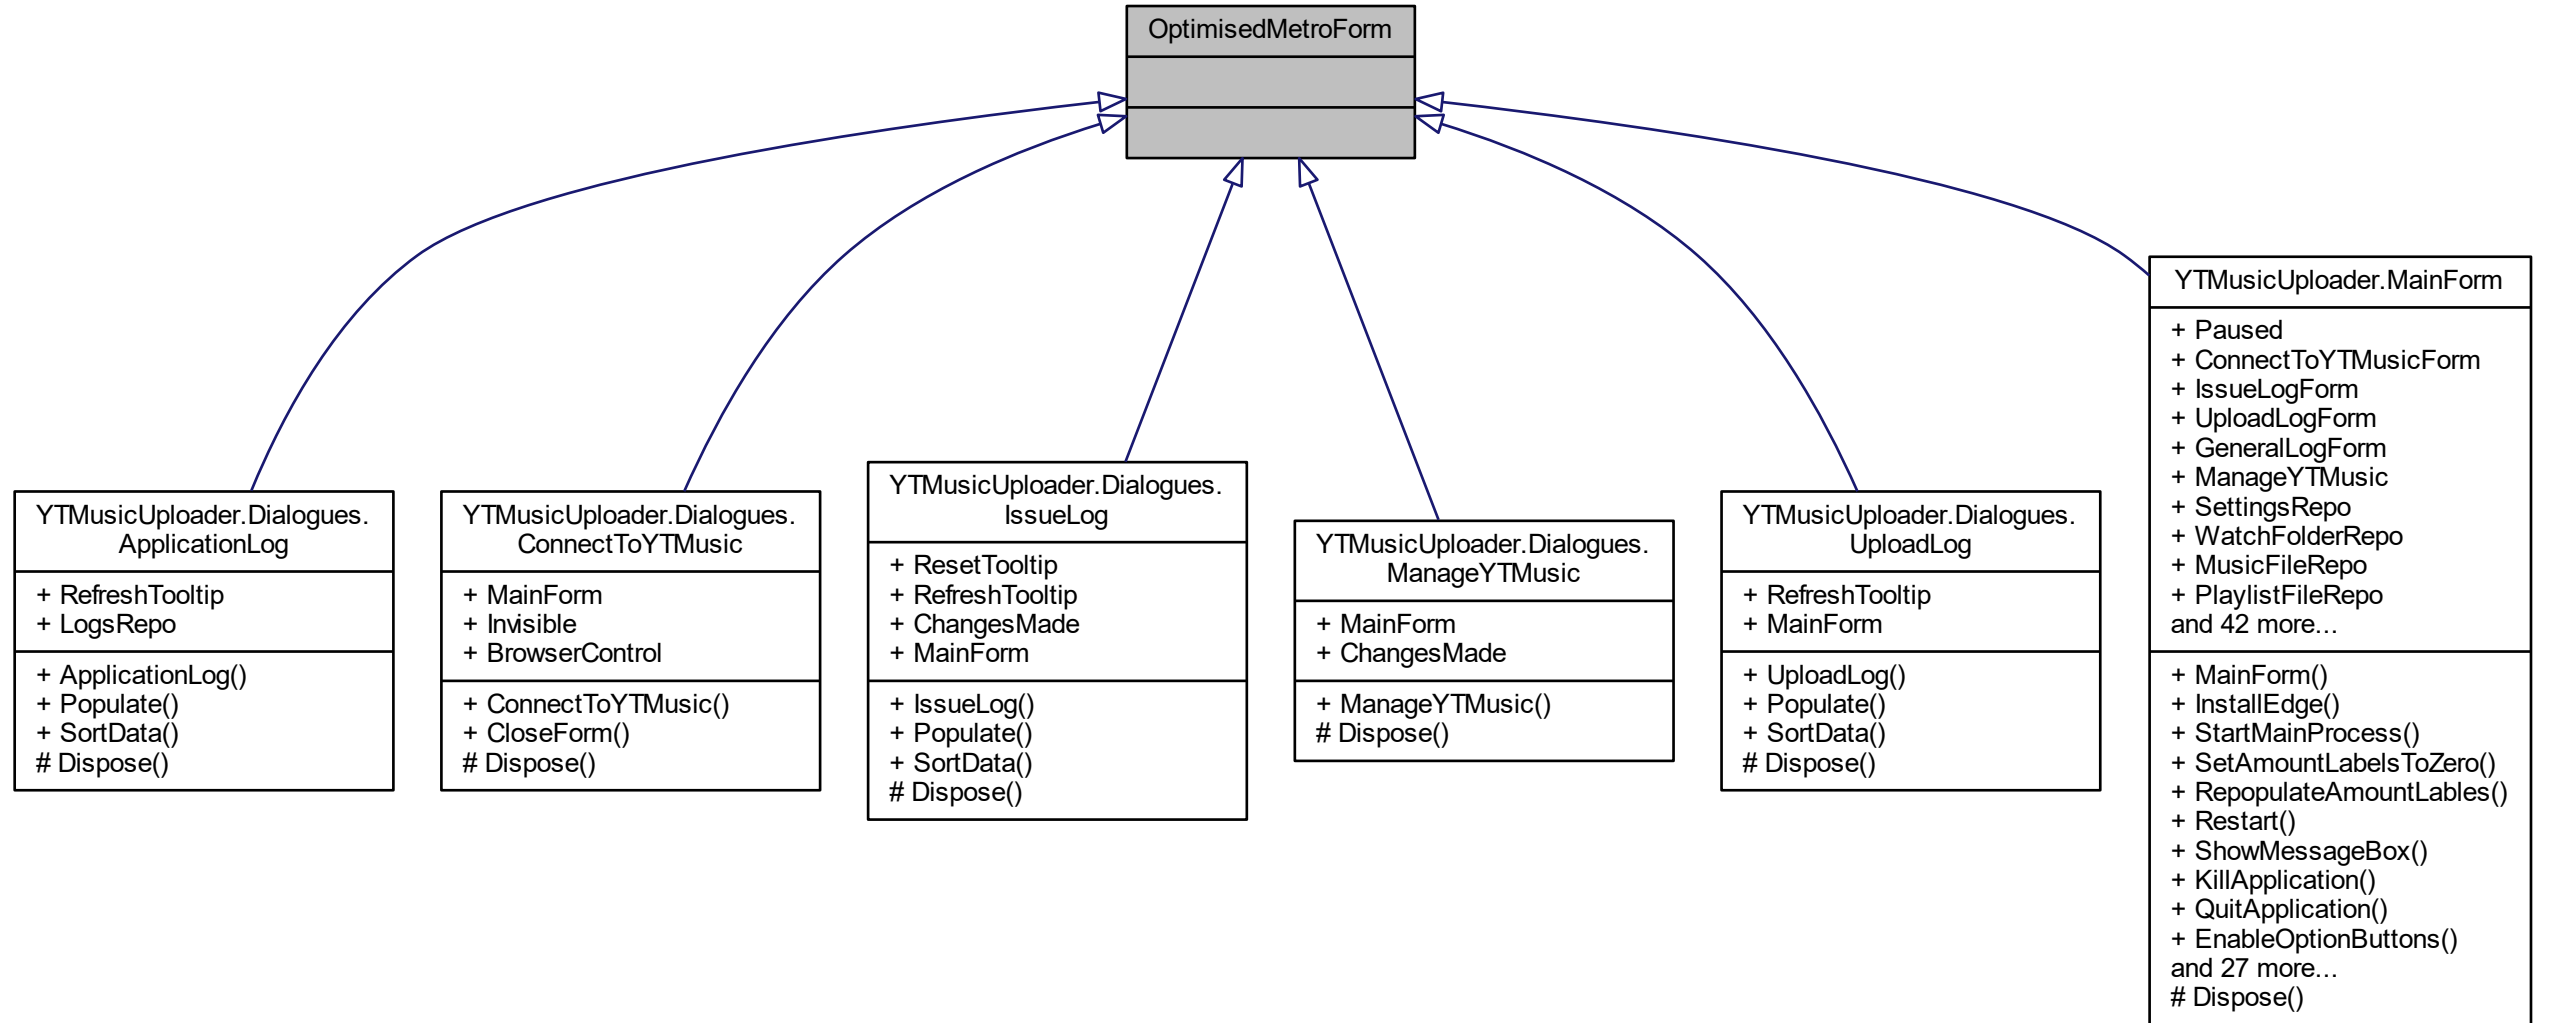 OptimisedMetroForm
YTMusicUploader.Dialogues.
ApplicationLog
+ RefreshTooltip
+ LogsRepo
+ ApplicationLog()
+ Populate()
+ SortData()
# Dispose()
YTMusicUploader.Dialogues.
ConnectToYTMusic
+ MainForm
+ Invisible
+ BrowserControl
+ ConnectToYTMusic()
+ CloseForm()
# Dispose()
YTMusicUploader.Dialogues.
IssueLog
+ ResetTooltip
+ RefreshTooltip
+ ChangesMade
+ MainForm
+ IssueLog()
+ Populate()
+ SortData()
# Dispose()
YTMusicUploader.Dialogues.
ManageYTMusic
+ MainForm
+ ChangesMade
+ ManageYTMusic()
# Dispose()
YTMusicUploader.Dialogues.
UploadLog
+ RefreshTooltip
+ MainForm
+ UploadLog()
+ Populate()
+ SortData()
# Dispose()
YTMusicUploader.MainForm
+ Paused
+ ConnectToYTMusicForm
+ IssueLogForm
+ UploadLogForm
+ GeneralLogForm
+ ManageYTMusic
+ SettingsRepo
+ WatchFolderRepo
+ MusicFileRepo
+ PlaylistFileRepo
and 42 more...
+ MainForm()
+ InstallEdge()
+ StartMainProcess()
+ SetAmountLabelsToZero()
+ RepopulateAmountLables()
+ Restart()
+ ShowMessageBox()
+ KillApplication()
+ QuitApplication()
+ EnableOptionButtons()
and 27 more...
# Dispose()